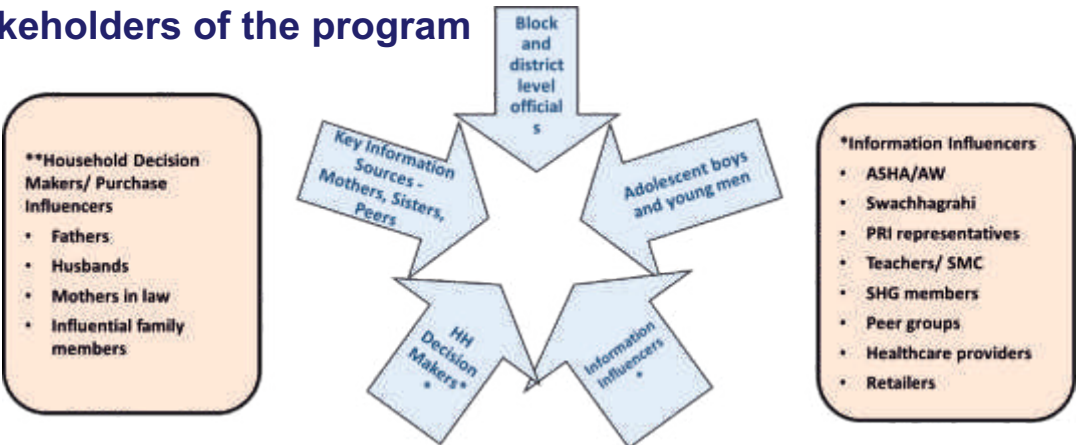 keholders of the program
Block
and
district
level
official
s
Key Information
Sources -
Mothers, Sisters,
Peers
Adolescent boys
and young men
HH
Decision
Makers*
*
Information
Influencers
*
**Household Decision
Makers/ Purchase
Influencers
• Fathers
• Husbands
• Mothers in law
• Influential family
members
*Information Influencers
• ASHA/AW
• Swachhagrahi
• PRI representatives
• Teachers/ SMC
• SHG members
• Peer groups
• Healthcare providers
• Retailers